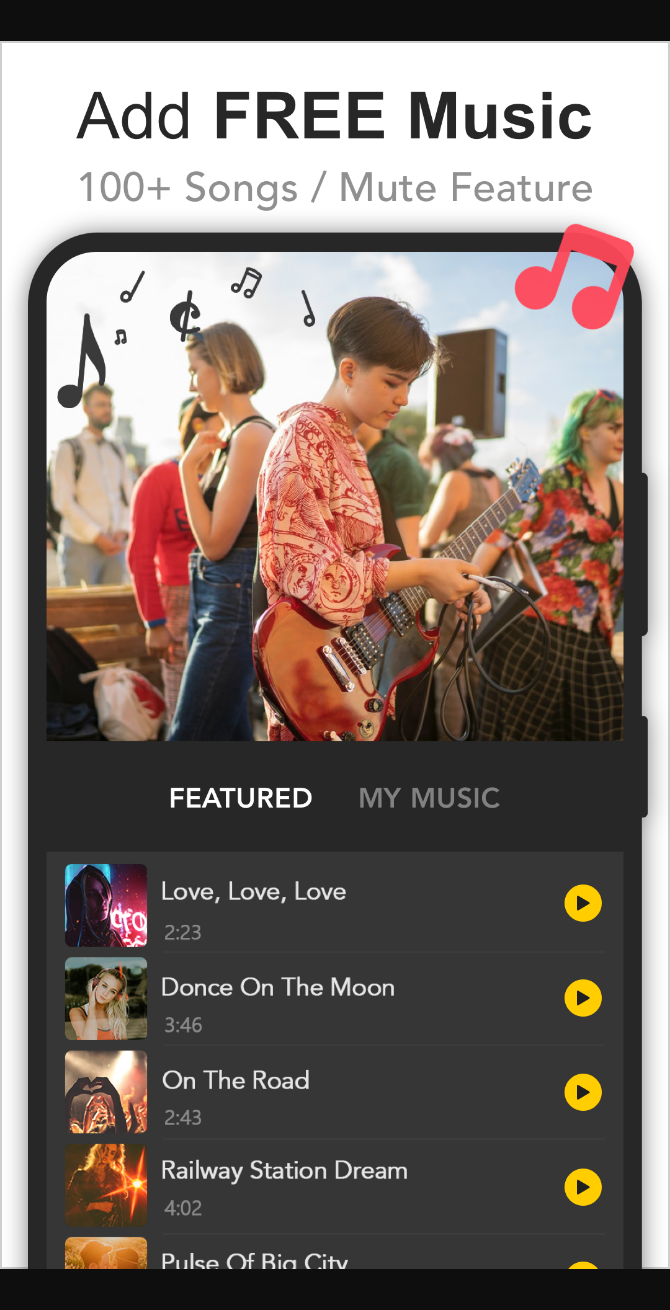 Add FREE Music
100+ Songs / Mute Feature
FEATURED MY MUSIC
Love, Love, Love
2:23
Donce On The Moon
3:46
On The Road
2:43
Railway Station Dream
4:02
Pulse Of Big City